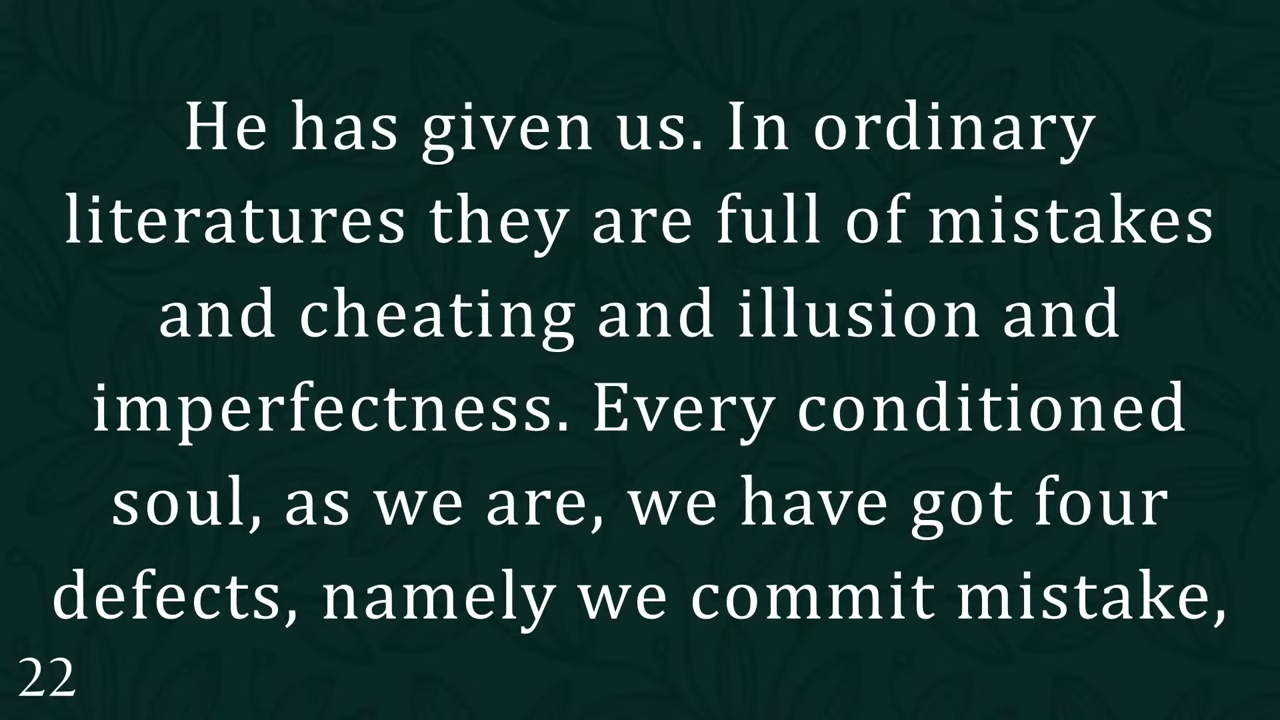 He has given us. In ordinary
literatures they are full of mistakes
and cheating and illusion and
imperfectness. Every conditioned
soul, as we are, we have got four
defects, namely we commit mistake,
22